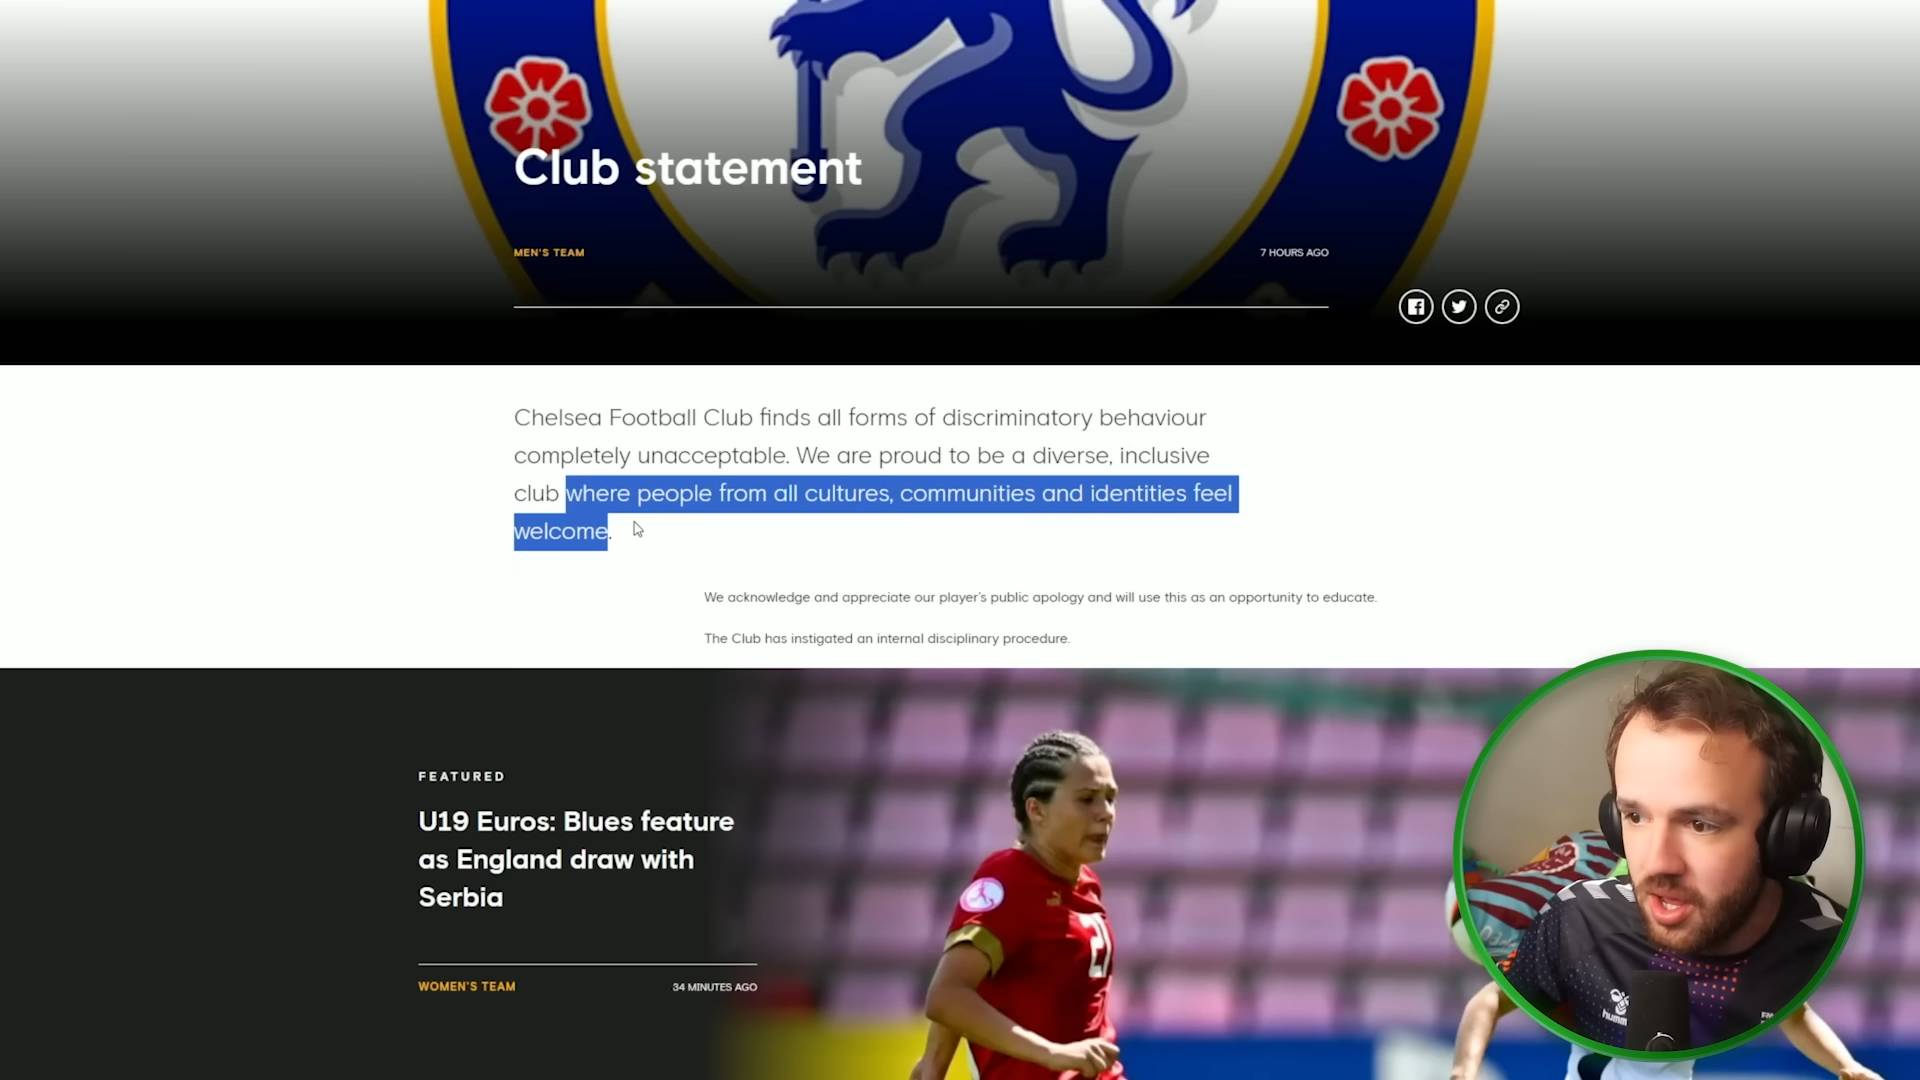 Club statement
MEN'S TEAM
7 HOURS AGO
Chelsea Football Club finds all forms of discriminatory behaviour
completely unacceptable. We are proud to be a diverse, inclusive
club where people from all cultures, communities and identities feel
welcome.
We acknowledge and appreciate our player's public apology and will use this as an opportunity to educate.
The Club has instigated an internal disciplinary procedure.
FEATURED
U19 Euros: Blues feature
as England draw with
Serbia
WOMEN'S TEAM
34 MINUTES AGO
21